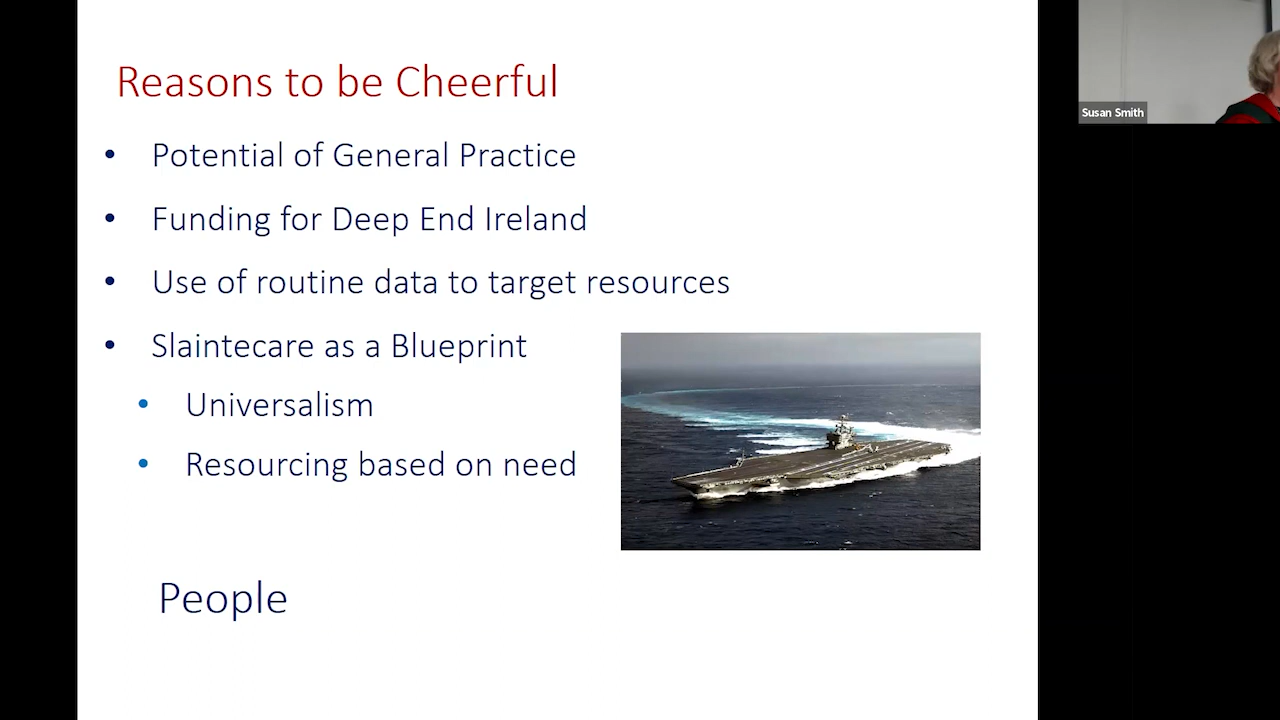 Reasons to be Cheerful
• Potential of General Practice
• Funding for Deep End Ireland
• Use of routine data to target resources
• Slaintecare as a Blueprint
• Universalism
• Resourcing based on need
People
Susan Smith